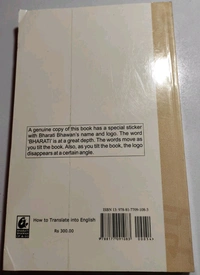 A genuine copy of this book has a special sticker
with Bharati Bhawan's name and logo. The word
'BHARATI' is at a great depth. The words move as
you tilt the book. Also, as you tilt the book, the logo
disappears at a certain angle.
How to Translate into English
Rp 300.00